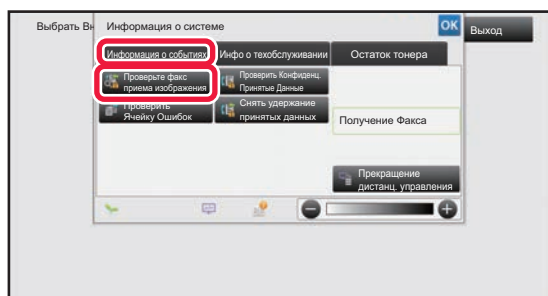 Выбрать Вн
Информация о системе
OK
Выход
Информация о событиях
Инфо о техобслуживании
Остаток тонера
Проверьте факс
приема изображения
Проверить Конфиденц.
Принятые Данные
Проверить
Ячейку Ошибок
Снять удержание
принятых данных
Получение Факса
Прекращение
дистанц. управления